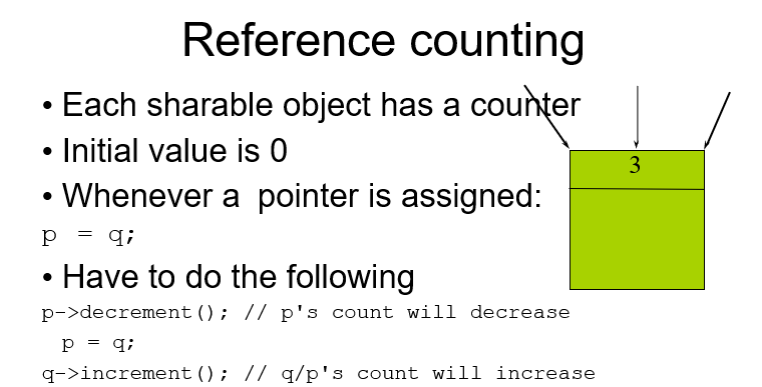 Reference counting
• Each sharable object has a counter
• Initial value is 0
3
• Whenever a pointer is assigned:
p = q;
• Have to do the following
p->decrement(); // p's count will decrease
p = q;
q->increment(); // q/p's count will increase